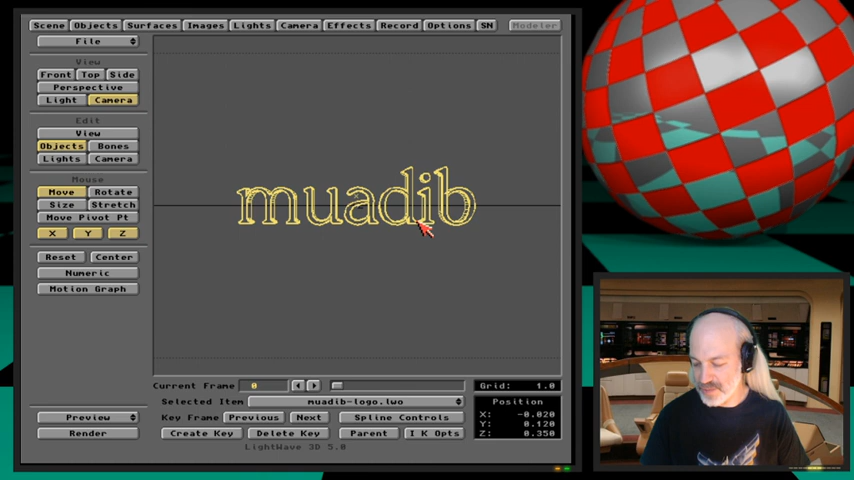 Scene Objects Surfaces Images Lights Camera Effects Record Options SN Modeler
File
View
Front Top Side
Perspective
Light Camera
Edit
View
Objects Bones
Lights Camera
Mouse
Move Rotate
Size Stretch
Move Pivot Pt
X Y Z
Reset Center
Numeric
Motion Graph
muadib
Current Frame 0
Grid: 1.0
Selected Item muadib-logo.lwo
Position
X: -0.020
Y: 0.120
Z: 0.350
Key Frame Previous Next Spline Controls
Create Key Delete Key Parent I K Opts
Preview
Render
LightWave 3D 5.0